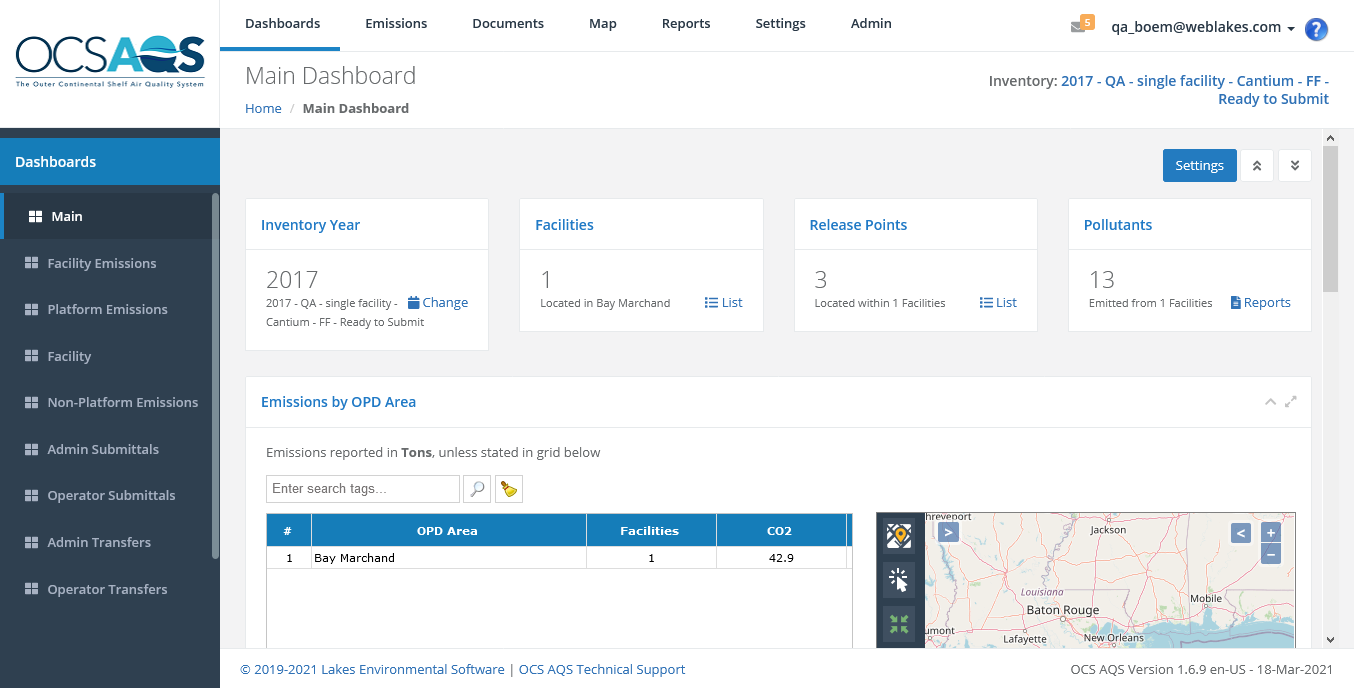 OCSAQS
The Outer Continental Shelf Air Quality System
Dashboards Emissions Documents Map Reports Settings Admin
5
qa_boem@weblakes.com
?
Main Dashboard
Home / Main Dashboard
Inventory: 2017 - QA - single facility - Cantium - FF -
Ready to Submit
Dashboards
Main
Facility Emissions
Platform Emissions
Facility
Non-Platform Emissions
Admin Submittals
Operator Submittals
Admin Transfers
Operator Transfers
Settings
Inventory Year
2017
2017 - QA - single facility - Change
Cantium - FF - Ready to Submit
Facilities
1
Located in Bay Marchand List
Release Points
3
Located within 1 Facilities List
Pollutants
13
Emitted from 1 Facilities Reports
Emissions by OPD Area
Emissions reported in Tons, unless stated in grid below
Enter search tags...
# OPD Area Facilities CO2
1 Bay Marchand 1 42.9
hreveport
Jackson
> < +
−
Louisiana
Mobile
Baton Rouge
umont
Lafayette
New Orleans
© 2019-2021 Lakes Environmental Software | OCS AQS Technical Support
OCS AQS Version 1.6.9 en-US - 18-Mar-2021